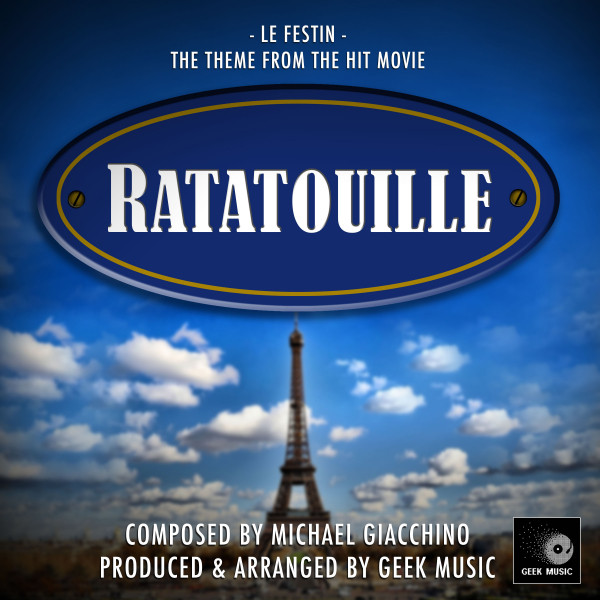 - LE FESTIN -
THE THEME FROM THE HIT MOVIE
RATATOUILLE
COMPOSED BY MICHAEL GIACCHINO
PRODUCED & ARRANGED BY GEEK MUSIC
GEEK MUSIC